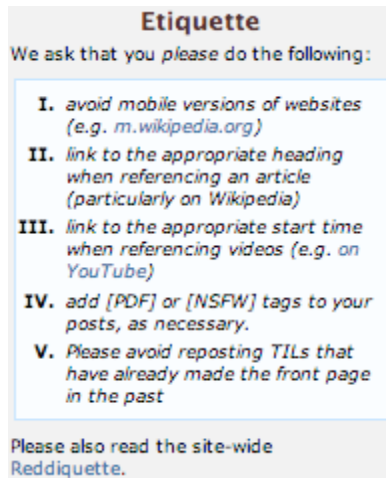 Etiquette
We ask that you please do the following:
I. avoid mobile versions of websites
(e.g. m.wikipedia.org)
II. link to the appropriate heading
when referencing an article
(particularly on Wikipedia)
III. link to the appropriate start time
when referencing videos (e.g. on
YouTube)
IV. add [PDF] or [NSFW] tags to your
posts, as necessary.
V. Please avoid reposting TILs that
have already made the front page
in the past
Please also read the site-wide
Reddiquette.